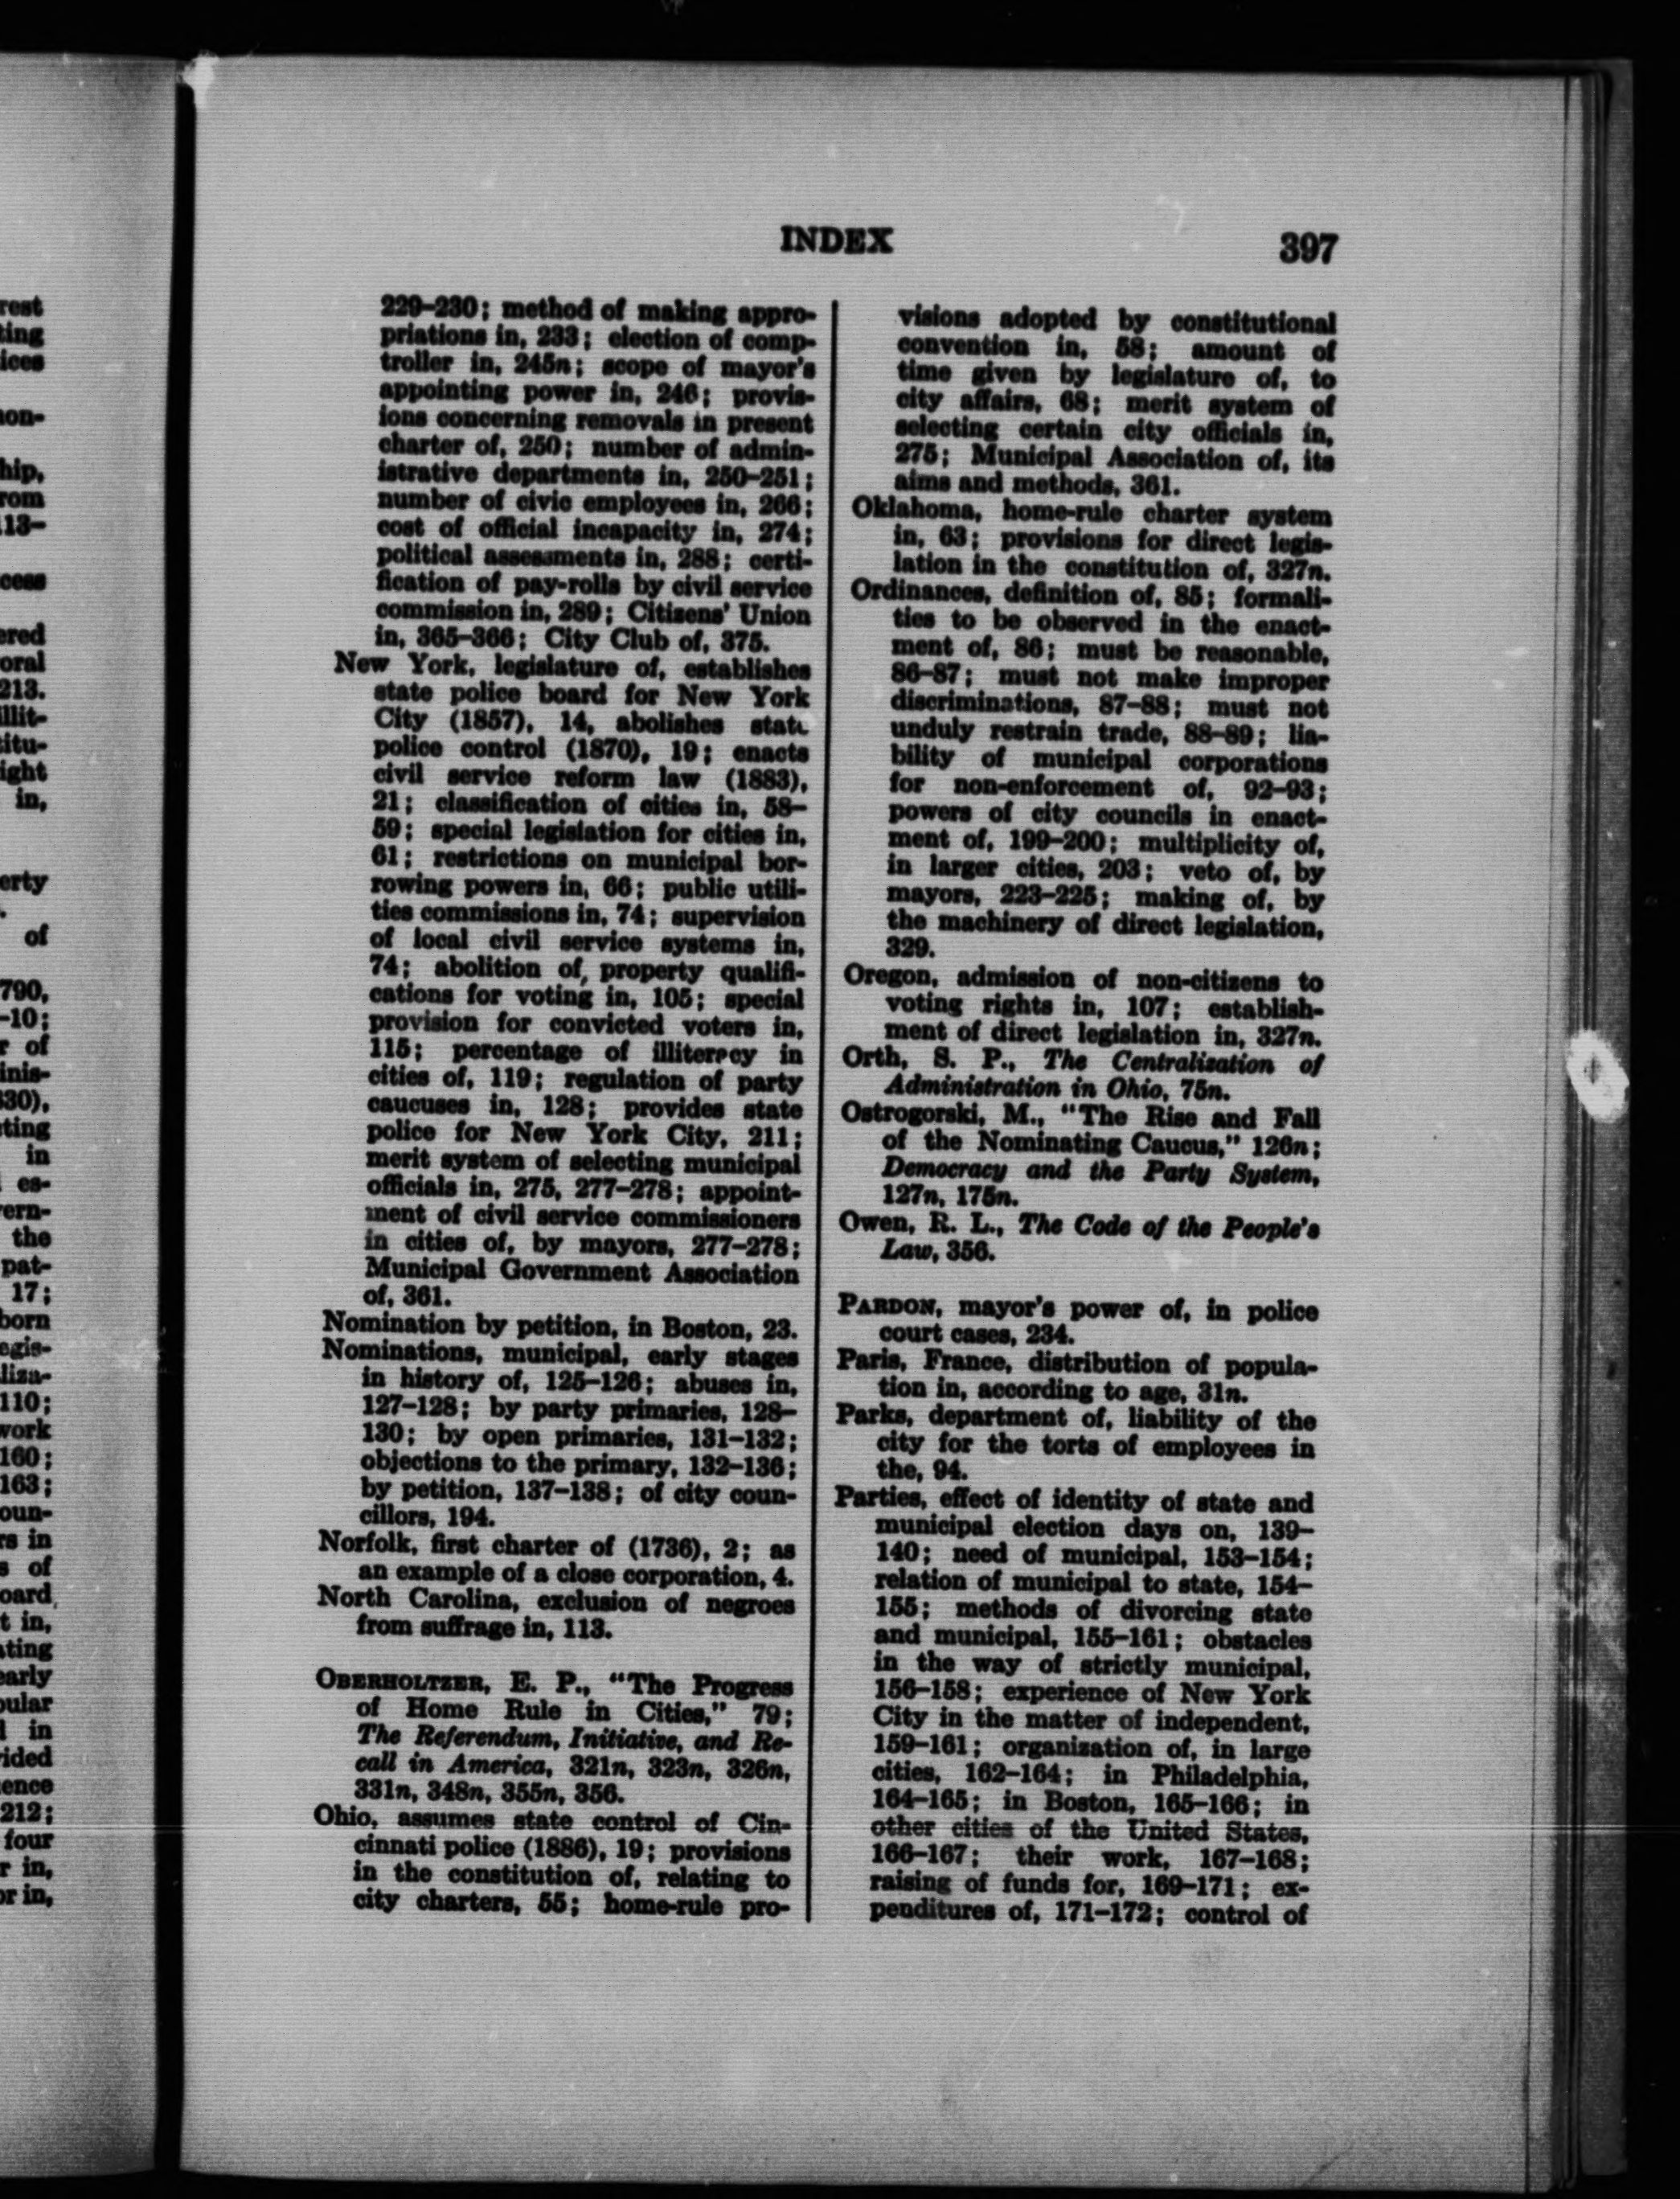 INDEX
397
229–230; method of making appro-
priations in, 233; election of comp-
troller in, 245n; scope of mayor's
appointing power in, 246; provis-
ions concerning removals in present
charter of, 250; number of admin-
istrative departments in, 250–251;
number of civic employees in, 266;
cost of official incapacity in, 274;
political assessments in, 288; certi-
fication of pay-rolls by civil service
commission in, 289; Citizens' Union
in, 365–366; City Club of, 375.
New York, legislature of, establishes
state police board for New York
City (1857), 14, abolishes state
police control (1870), 19; enacts
civil service reform law (1883),
21; classification of cities in, 58–
59; special legislation for cities in,
61; restrictions on municipal bor-
rowing powers in, 66; public utili-
ties commissions in, 74; supervision
of local civil service systems in,
74; abolition of, property qualifi-
cations for voting in, 105; special
provision for convicted voters in,
115; percentage of illiteracy in
cities of, 119; regulation of party
caucuses in, 128; provides state
police for New York City, 211;
merit system of selecting municipal
officials in, 275, 277–278; appoint-
ment of civil service commissioners
in cities of, by mayors, 277–278;
Municipal Government Association
of, 361.
Nomination by petition, in Boston, 23.
Nominations, municipal, early stages
in history of, 125–126; abuses in,
127–128; by party primaries, 128–
130; by open primaries, 131–132;
objections to the primary, 132–136;
by petition, 137–138; of city coun-
cillors, 194.
Norfolk, first charter of (1736), 2; as
an example of a close corporation, 4.
North Carolina, exclusion of negroes
from suffrage in, 113.
OBERHOLTZER, E. P., "The Progress
of Home Rule in Cities," 79;
The Referendum, Initiative, and Re-
call in America, 321n, 323n, 326n,
331n, 348n, 355n, 356.
Ohio, assumes state control of Cin-
cinnati police (1886), 19; provisions
in the constitution of, relating to
city charters, 55; home-rule pro-
visions adopted by constitutional
convention in, 58; amount of
time given by legislature of, to
city affairs, 68; merit system of
selecting certain city officials in,
275; Municipal Association of, its
aims and methods, 361.
Oklahoma, home-rule charter system
in, 63; provisions for direct legis-
lation in the constitution of, 327n.
Ordinances, definition of, 85; formali-
ties to be observed in the enact-
ment of, 86; must be reasonable,
86–87; must not make improper
discriminations, 87–88; must not
unduly restrain trade, 88–89; lia-
bility of municipal corporations
for non-enforcement of, 92–93;
powers of city councils in enact-
ment of, 199–200; multiplicity of,
in larger cities, 203; veto of, by
mayors, 223–225; making of, by
the machinery of direct legislation,
329.
Oregon, admission of non-citizens to
voting rights in, 107; establish-
ment of direct legislation in, 327n.
Orth, S. P., The Centralization of
Administration in Ohio, 75n.
Ostrogorski, M., "The Rise and Fall
of the Nominating Caucus," 126n;
Democracy and the Party System,
127n, 175n.
Owen, R. L., The Code of the People's
Law, 356.
PARDON, mayor's power of, in police
court cases, 234.
Paris, France, distribution of popula-
tion in, according to age, 31n.
Parks, department of, liability of the
city for the torts of employees in
the, 94.
Parties, effect of identity of state and
municipal election days on, 139–
140; need of municipal, 153–154;
relation of municipal to state, 154–
155; methods of divorcing state
and municipal, 155–161; obstacles
in the way of strictly municipal,
156–158; experience of New York
City in the matter of independent,
159–161; organization of, in large
cities, 162–164; in Philadelphia,
164–165; in Boston, 165–166; in
other cities of the United States,
166–167; their work, 167–168;
raising of funds for, 169–171; ex-
penditures of, 171–172; control of